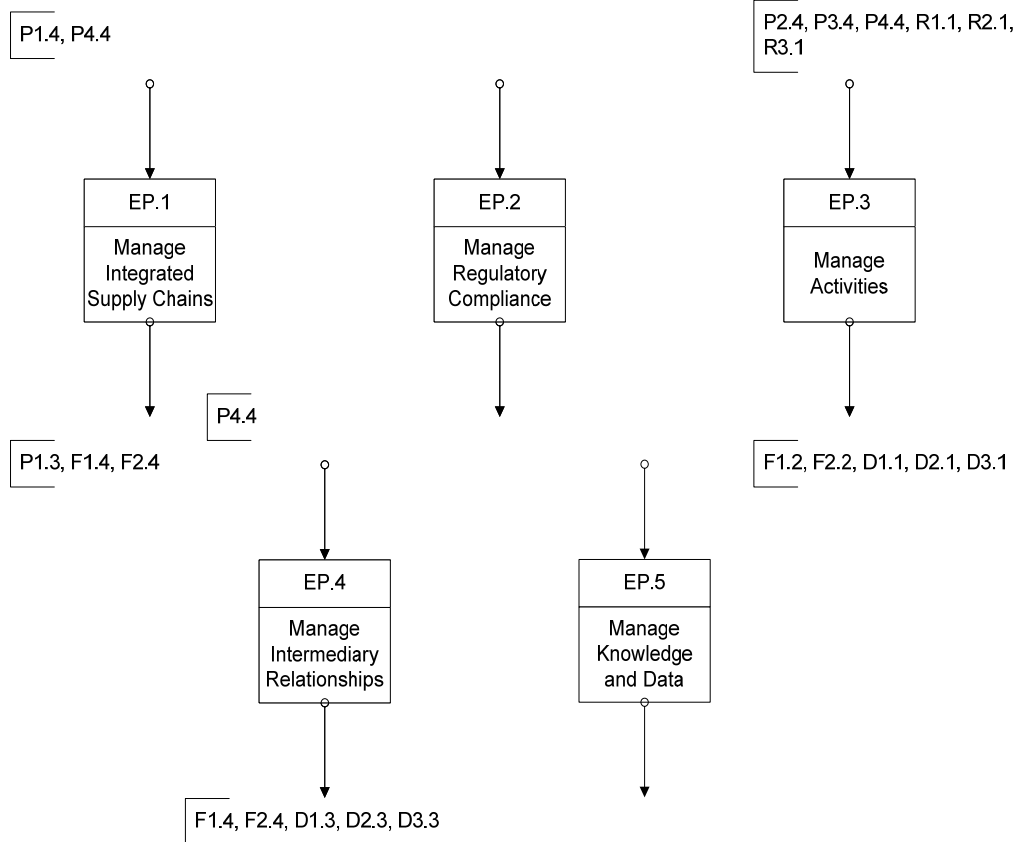 P1.4, P4.4
P2.4, P3.4, P4.4, R1.1, R2.1,
R3.1
EP.1
Manage
Integrated
Supply Chains
EP.2
Manage
Regulatory
Compliance
EP.3
Manage
Activities
P1.3, F1.4, F2.4
P4.4
F1.2, F2.2, D1.1, D2.1, D3.1
EP.4
Manage
Intermediary
Relationships
EP.5
Manage
Knowledge
and Data
F1.4, F2.4, D1.3, D2.3, D3.3